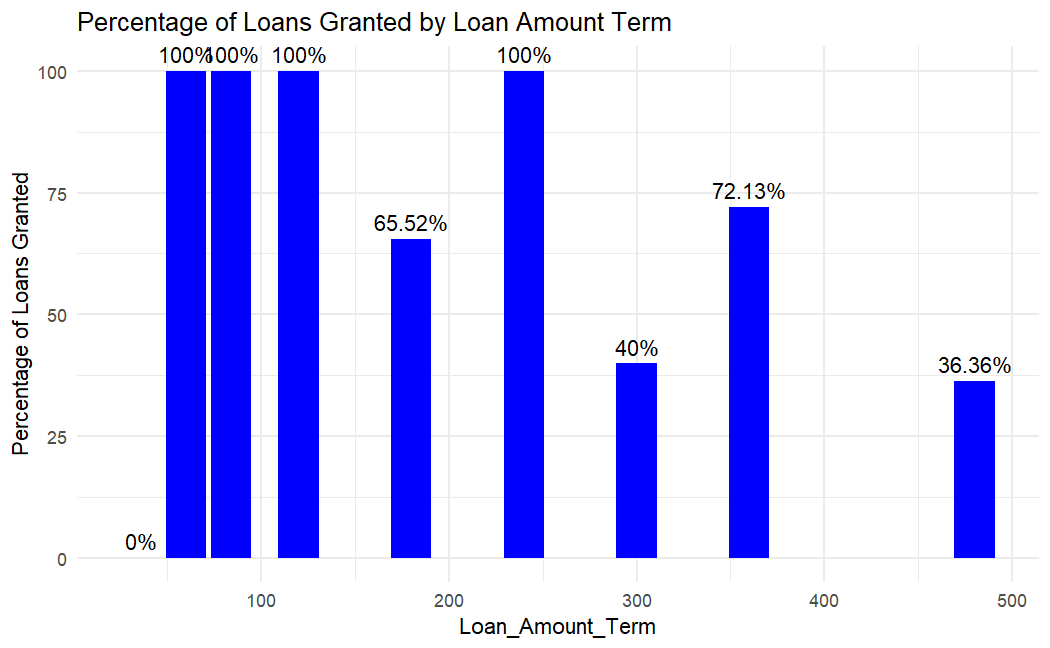 Percentage of Loans Granted by Loan Amount Term
100% 100% 100% 100%
100
72.13%
75
65.52%
50
40%
36.36%
25
0%
0
100 200 300 400 500
Loan_Amount_Term
Percentage of Loans Granted